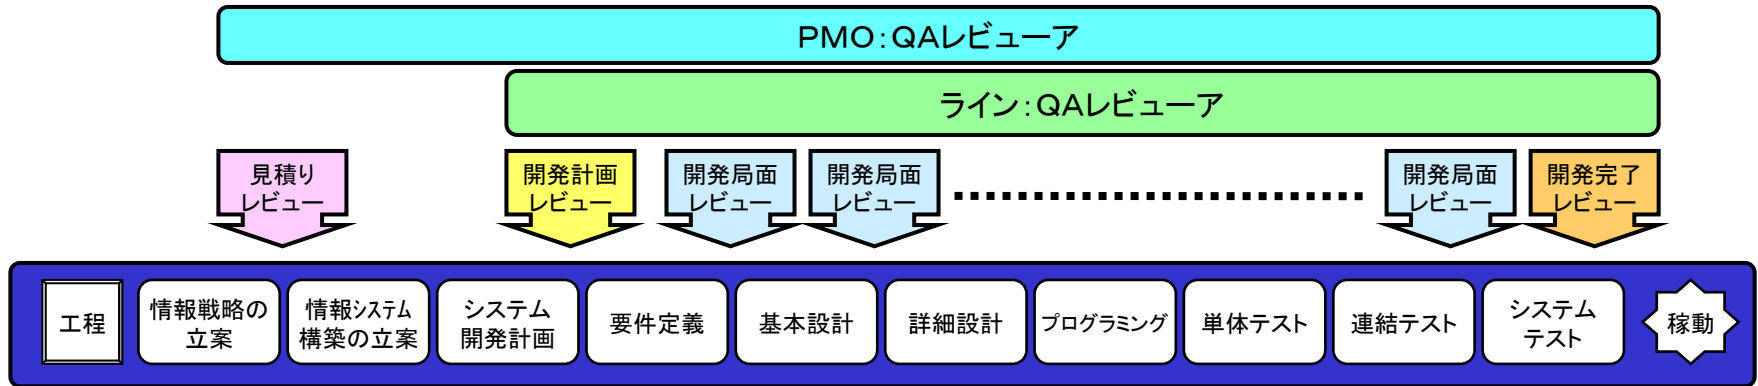 PMO：QAレビューア
ライン：QAレビューア
見積り
レビュー
開発計画
レビュー
開発局面
レビュー
開発局面
レビュー
開発局面
レビュー
開発完了
レビュー
工程
情報戦略の
立案
情報システム
構築の立案
システム
開発計画
要件定義
基本設計
詳細設計
プログラミング
単体テスト
連結テスト
システム
テスト
稼動